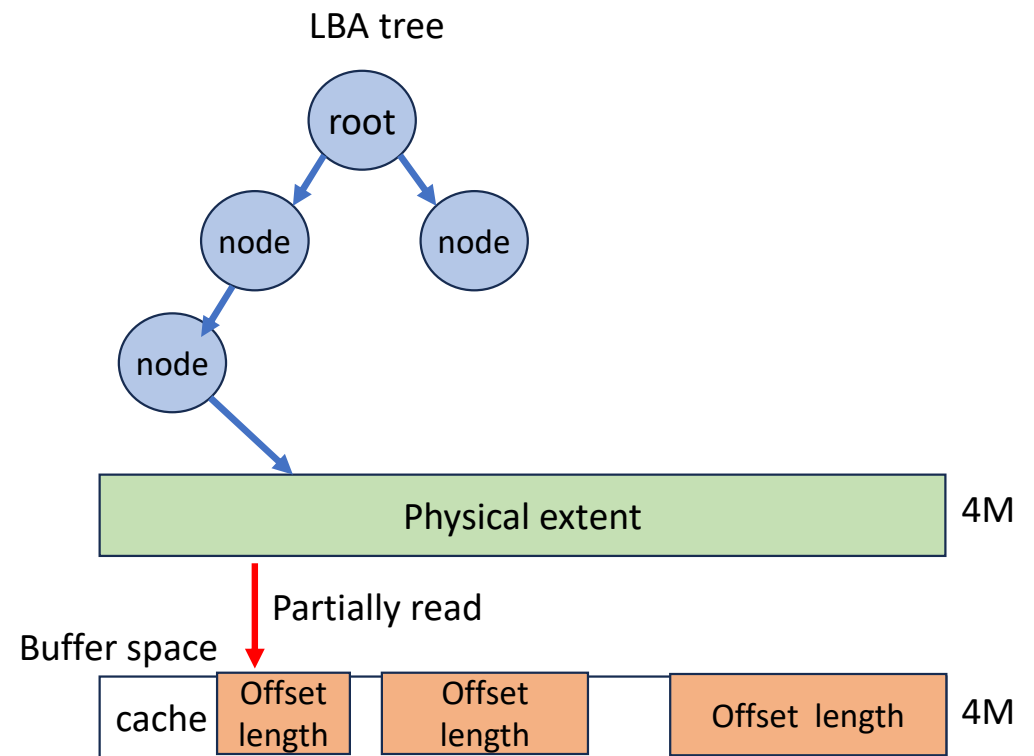 LBA tree
root
node
node
node
Physical extent
4M
Partially read
Buffer space
cache
Offset
length
Offset
length
Offset length
4M